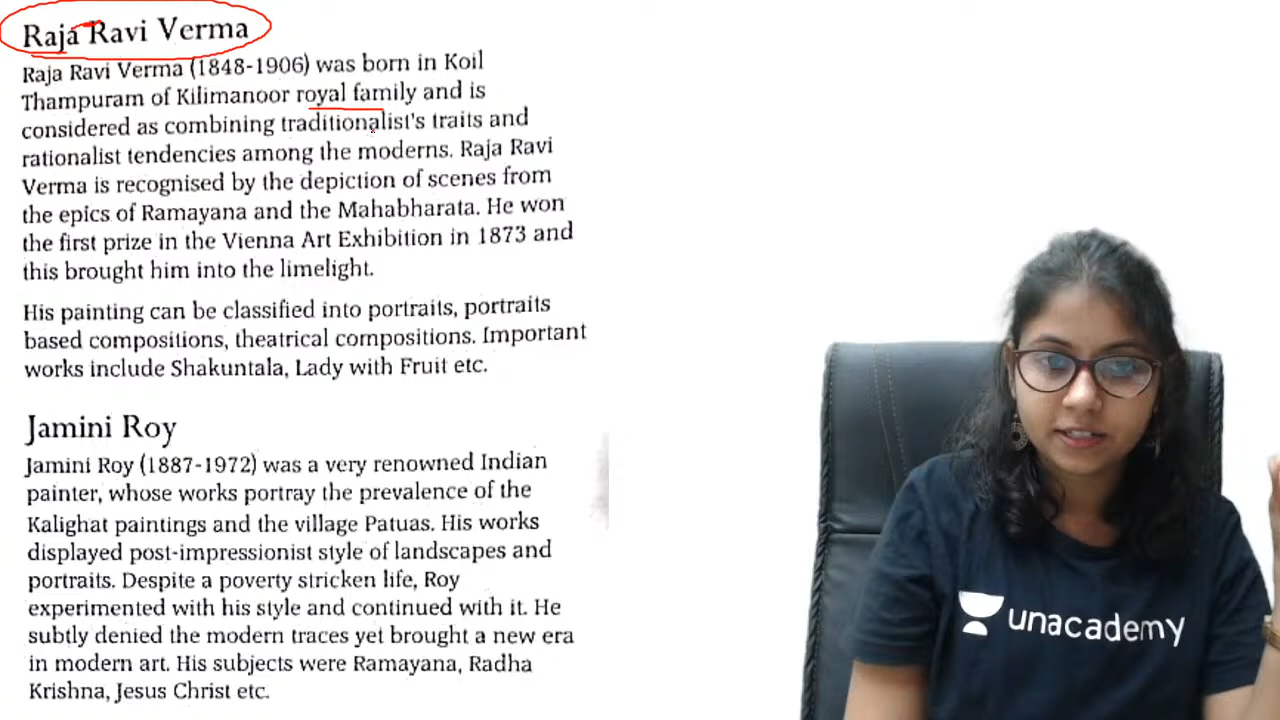 Raja Ravi Verma
Raja Ravi Verma (1848-1906) was born in Koil
Thampuram of Kilimanoor royal family and is
considered as combining traditionalist's traits and
rationalist tendencies among the moderns. Raja Ravi
Verma is recognised by the depiction of scenes from
the epics of Ramayana and the Mahabharata. He won
the first prize in the Vienna Art Exhibition in 1873 and
this brought him into the limelight.
His painting can be classified into portraits, portraits
based compositions, theatrical compositions. Important
works include Shakuntala, Lady with Fruit etc.
Jamini Roy
Jamini Roy (1887-1972) was a very renowned Indian
painter, whose works portray the prevalence of the
Kalighat paintings and the village Patuas. His works
displayed post-impressionist style of landscapes and
portraits. Despite a poverty stricken life, Roy
experimented with his style and continued with it. He
subtly denied the modern traces yet brought a new era
in modern art. His subjects were Ramayana, Radha
Krishna, Jesus Christ etc.
unacademy